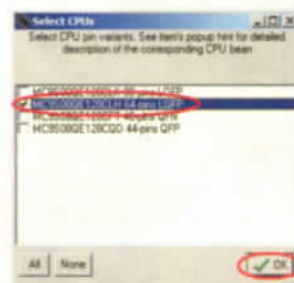 Select CPUs
Select CPU pin variants. See item's popup hint for detailed
description of the corresponding CPU bean
MC9S08QE128CLH 64-pins LQFP
MC9S08QE128CQD 44-pins QFP
All None OK